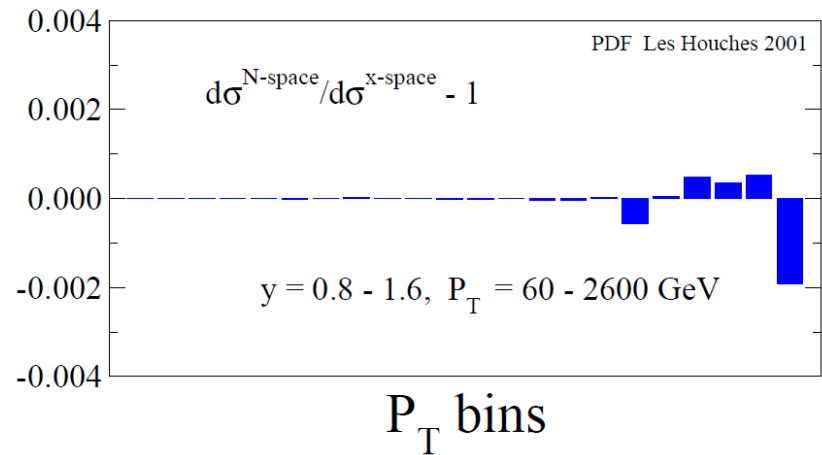 0.004
PDF Les Houches 2001
dσ^N-space/dσ^x-space - 1
0.002
0.000
-0.002
y = 0.8 - 1.6, P_T = 60 - 2600 GeV
-0.004
P_T bins